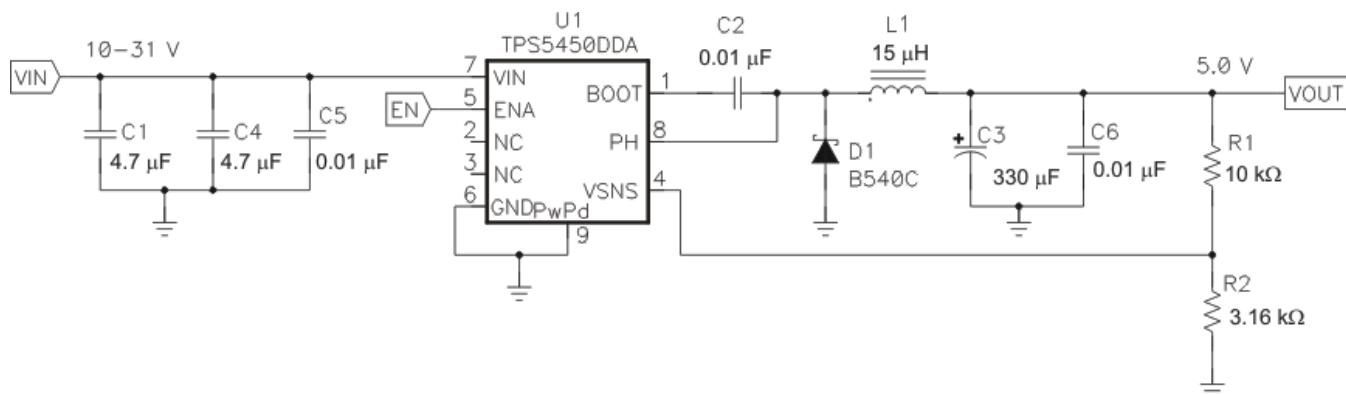 U1
TPS5450DDA
10-31 V
VIN
C1
4.7 µF
C4
4.7 µF
C5
0.01 µF
EN
7
VIN
5
ENA
2
NC
3
NC
6
GND
PwPd
9
BOOT
1
PH
8
VSNS
4
C2
0.01 µF
L1
15 µH
D1
B540C
+
C3
330 µF
C6
0.01 µF
5.0 V
VOUT
R1
10 kΩ
R2
3.16 kΩ